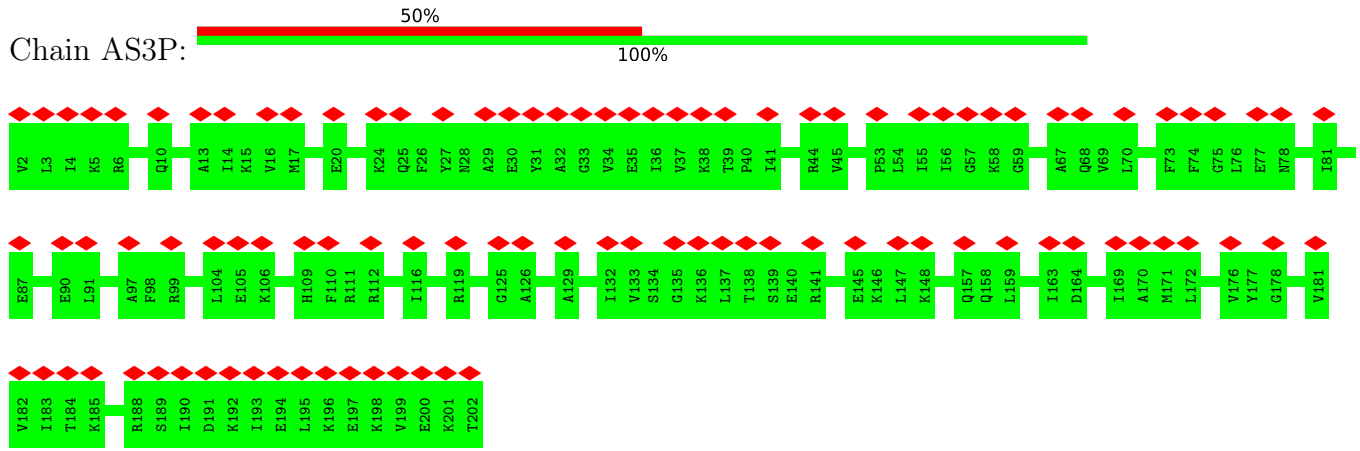 50%
Chain AS3P:
100%
V2 L3 I4 K5 R6 Q10 A13 I14 K15 V16 M17 E20 K24 Q25 F26 Y27 N28 A29 E30 Y31 A32 G33 V34 E35 I36 V37 K38 T39 P40 I41 R44 V45 P53 L54 I55 I56 G57 K58 G59 A67 Q68 V69 L70 F73 F74 G75 L76 E77 N78 I81
E87 E90 L91 A97 F98 R99 L104 E105 K106 H109 F110 R111 R112 I116 R119 G125 A126 A129 I132 V133 S134 G135 K136 L137 T138 S139 E140 R141 E145 K146 L147 K148 Q157 Q158 L159 I163 D164 I169 A170 M171 L172 V176 Y177 G178 V181
V182 I183 T184 K185 R188 S189 I190 D191 K192 I193 E194 L195 K196 E197 K198 V199 E200 K201 T202